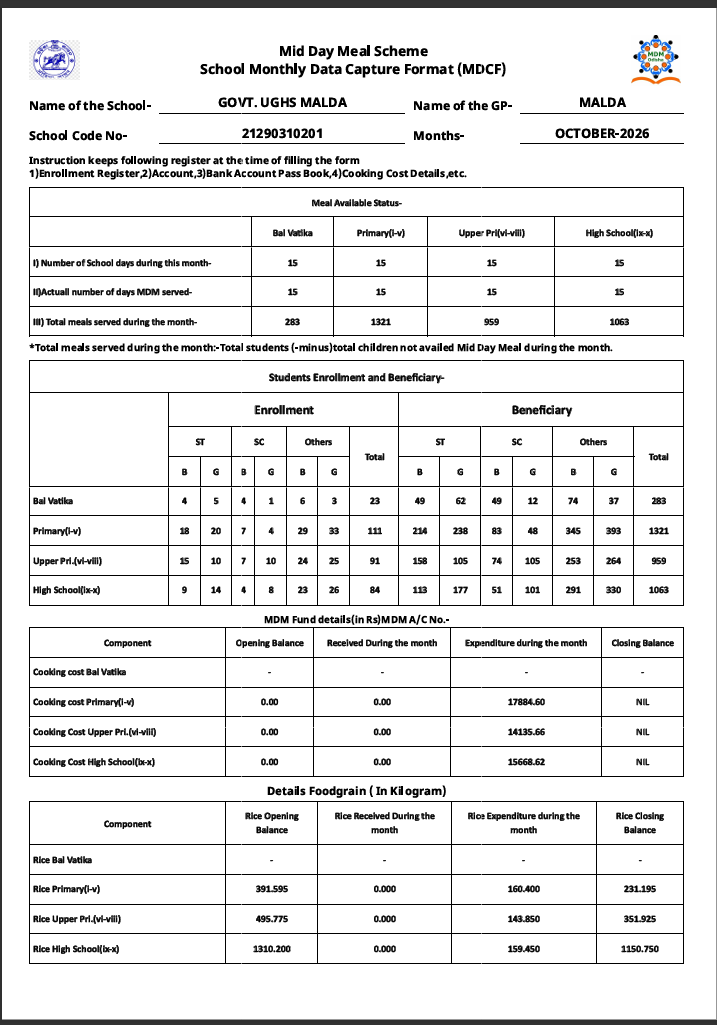 Mid Day Meal Scheme
School Monthly Data Capture Format (MDCF)
MDM
Odisha
Name of the School- GOVT. UGHS MALDA Name of the GP- MALDA
School Code No- 21290310201 Months- OCTOBER-2026
Instruction keeps following register at the time of filling the form
1)Enrollment Register,2)Account,3)Bank Account Pass Book,4)Cooking Cost Details,etc.
Meal Available Status-
Bal Vatika Primary(i-v) Upper Pri(vi-viii) High School(ix-x)
I) Number of School days during this month- 15 15 15 15
II)Actuall number of days MDM served- 15 15 15 15
III) Total meals served during the month- 283 1321 959 1063
*Total meals served during the month:-Total students (-minus)total children not availed Mid Day Meal during the month.
Students Enrollment and Beneficiary-
Enrollment Beneficiary
ST SC Others Total ST SC Others Total
B G B G B G B G B G B G
Bal Vatika 4 5 4 1 6 3 23 49 62 49 12 74 37 283
Primary(i-v) 18 20 7 4 29 33 111 214 238 83 48 345 393 1321
Upper Pri.(vi-viii) 15 10 7 10 24 25 91 158 105 74 105 253 264 959
High School(ix-x) 9 14 4 8 23 26 84 113 177 51 101 291 330 1063
MDM Fund details(in Rs)MDM A/C No.-
Component Opening Balance Received During the month Expenditure during the month Closing Balance
Cooking cost Bal Vatika - - - -
Cooking cost Primary(i-v) 0.00 0.00 17884.60 NIL
Cooking Cost Upper Pri.(vi-viii) 0.00 0.00 14135.66 NIL
Cooking Cost High School(ix-x) 0.00 0.00 15668.62 NIL
Details Foodgrain ( In Kilogram)
Component Rice Opening Balance Rice Received During the month Rice Expenditure during the month Rice Closing Balance
Rice Bal Vatika - - - -
Rice Primary(i-v) 391.595 0.000 160.400 231.195
Rice Upper Pri.(vi-viii) 495.775 0.000 143.850 351.925
Rice High School(ix-x) 1310.200 0.000 159.450 1150.750